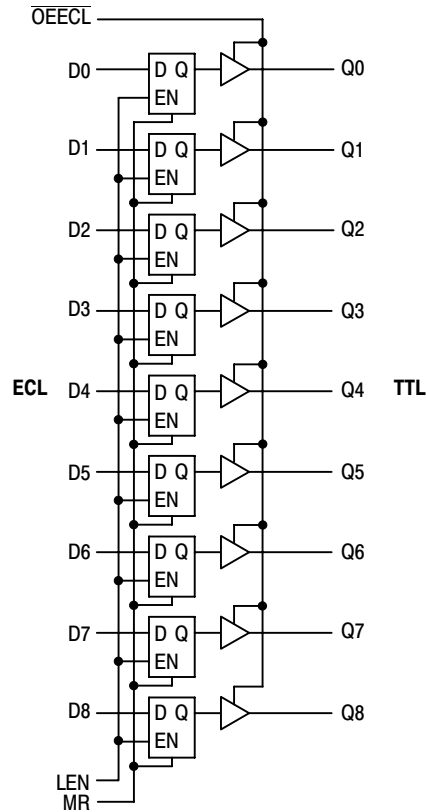 OEECL
D0 D Q Q0
EN
D1 D Q Q1
EN
D2 D Q Q2
EN
D3 D Q Q3
EN
ECL D4 D Q Q4 TTL
EN
D5 D Q Q5
EN
D6 D Q Q6
EN
D7 D Q Q7
EN
D8 D Q Q8
EN
LEN
MR